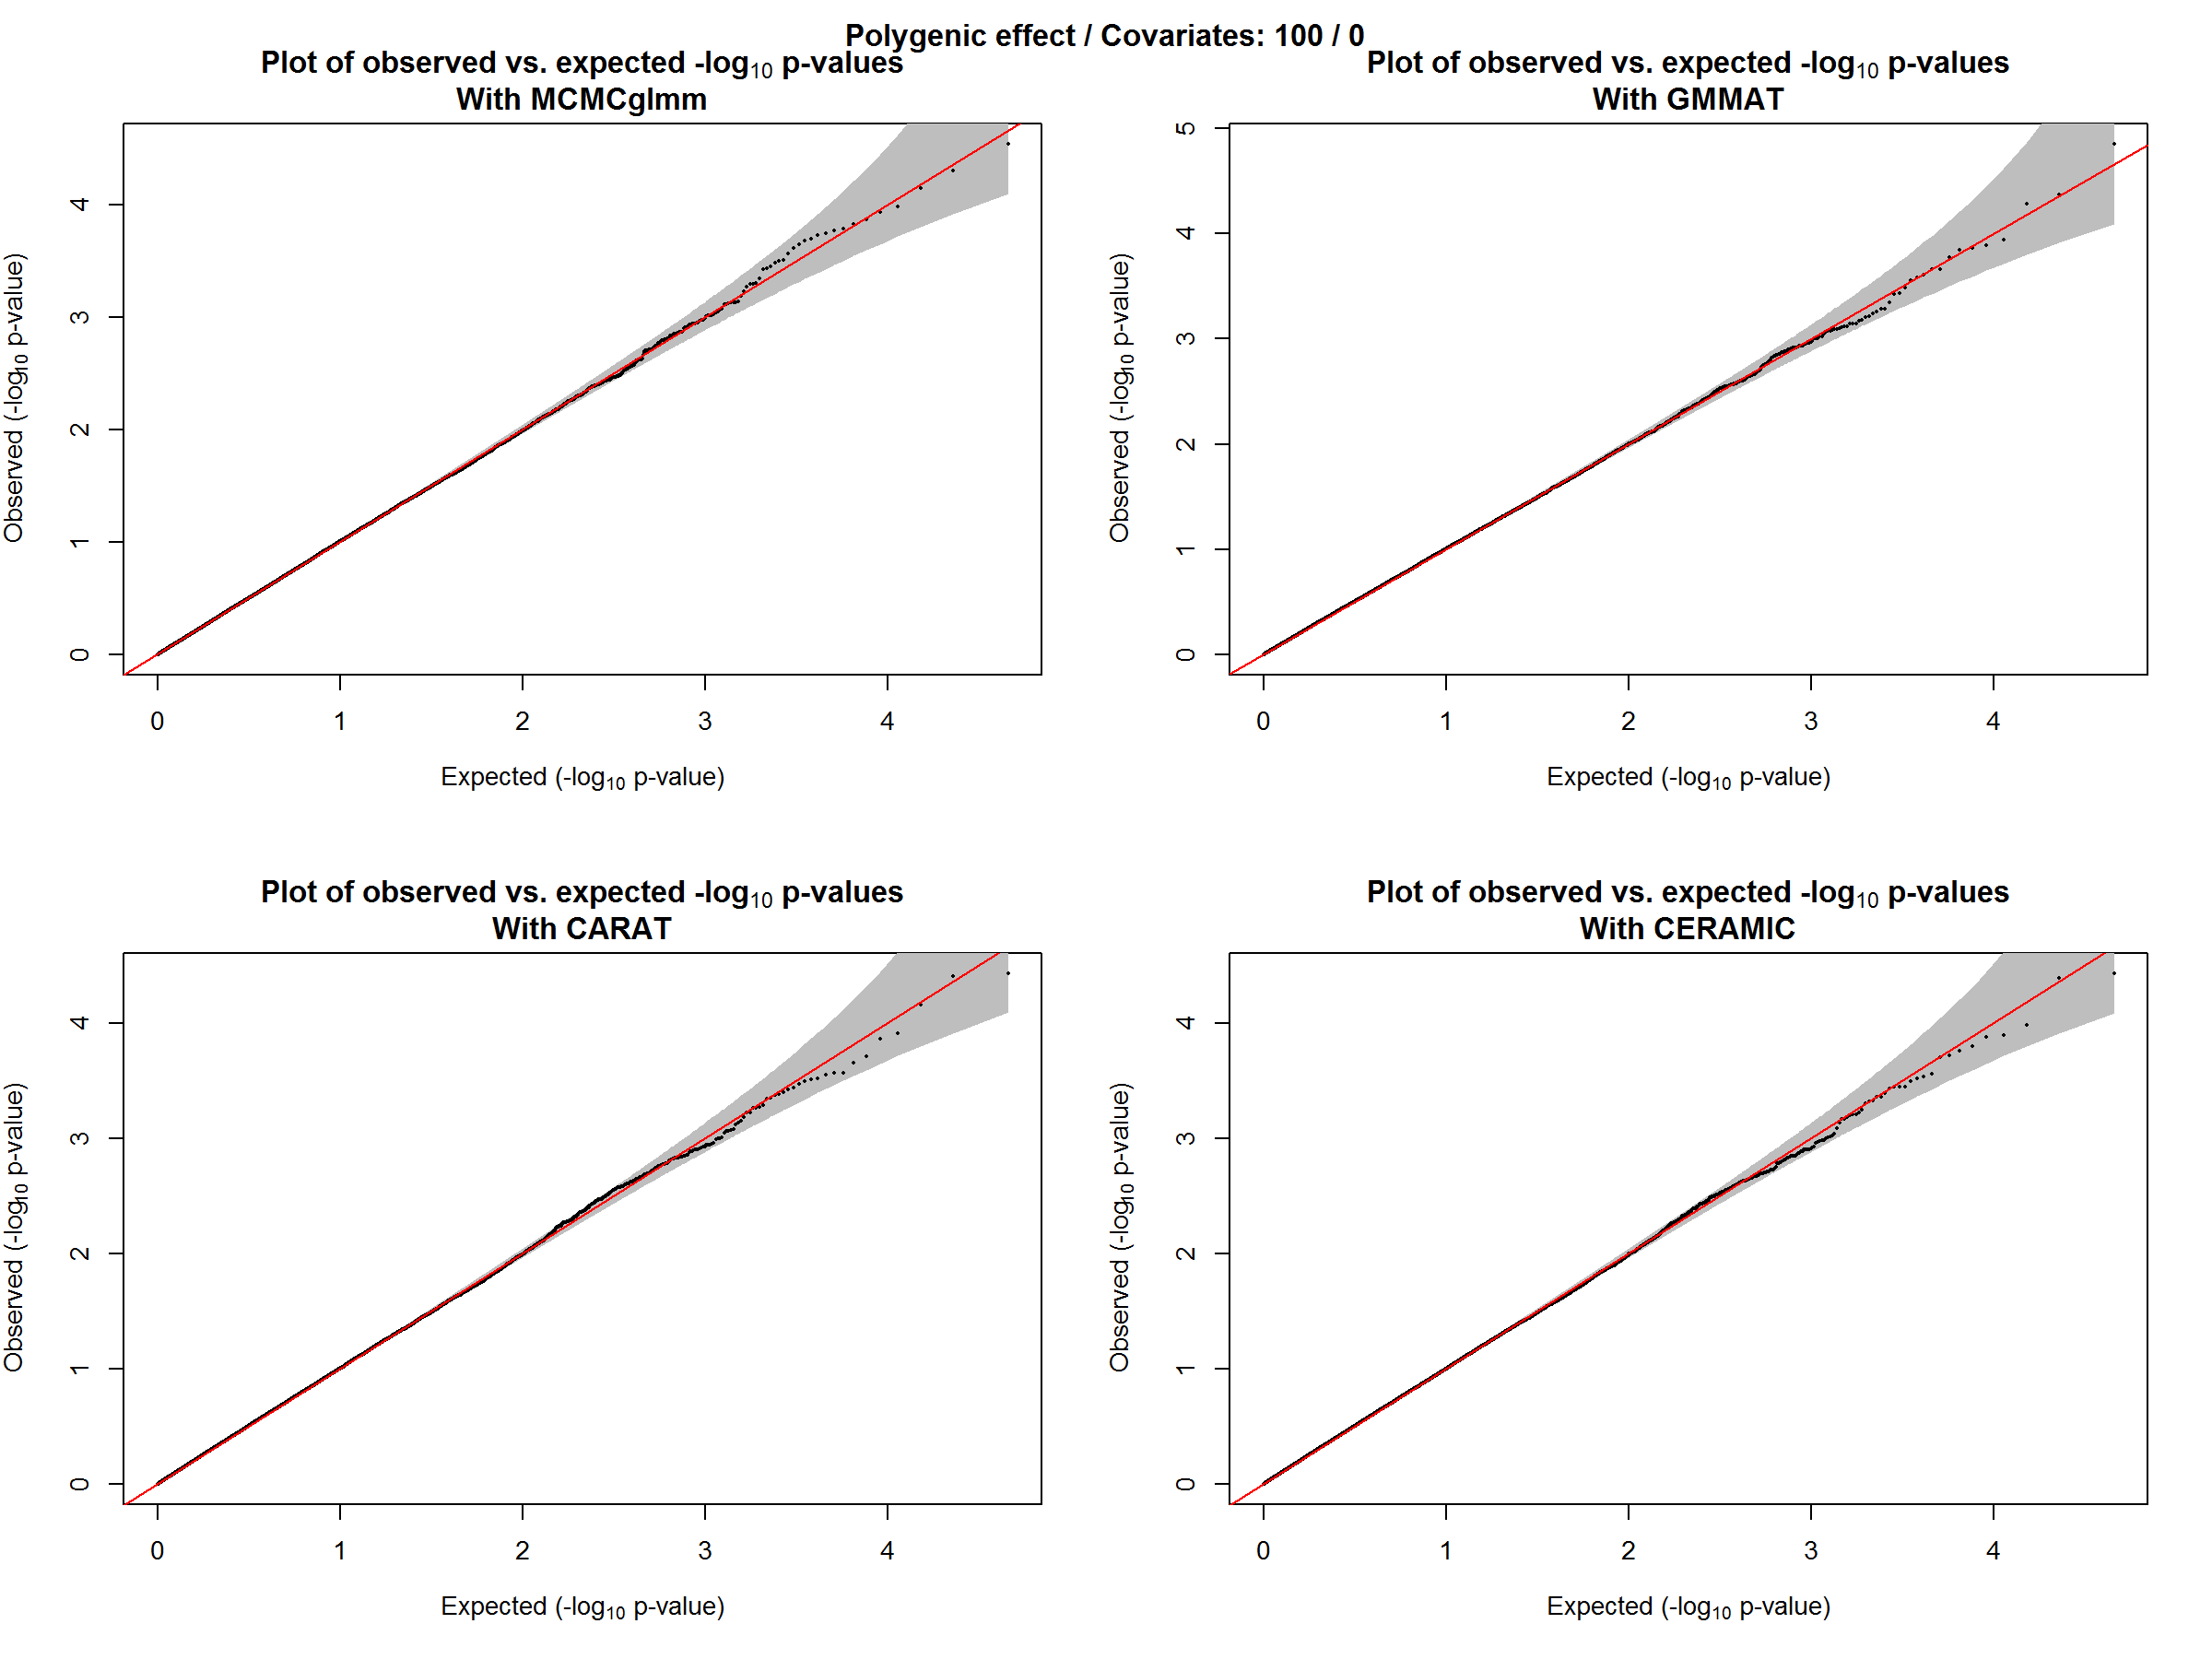 Polygenic effect / Covariates: 100 / 0
Plot of observed vs. expected -log10 p-values
With MCMCglmm
Observed (-log10 p-value)
0
1
2
3
4
0 1 2 3 4
Expected (-log10 p-value)
Plot of observed vs. expected -log10 p-values
With GMMAT
Observed (-log10 p-value)
0
1
2
3
4
5
0 1 2 3 4
Expected (-log10 p-value)
Plot of observed vs. expected -log10 p-values
With CARAT
Observed (-log10 p-value)
0
1
2
3
4
0 1 2 3 4
Expected (-log10 p-value)
Plot of observed vs. expected -log10 p-values
With CERAMIC
Observed (-log10 p-value)
0
1
2
3
4
0 1 2 3 4
Expected (-log10 p-value)